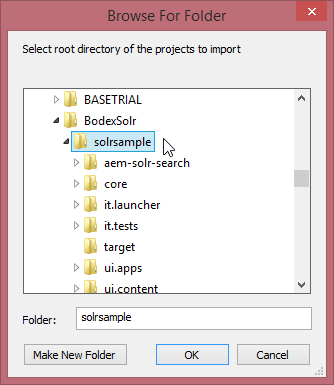 Browse For Folder
Select root directory of the projects to import
BASETRIAL
BodexSolr
solrsample
aem-solr-search
core
it.launcher
it.tests
target
ui.apps
ui.content
Folder: solrsample
Make New Folder OK Cancel